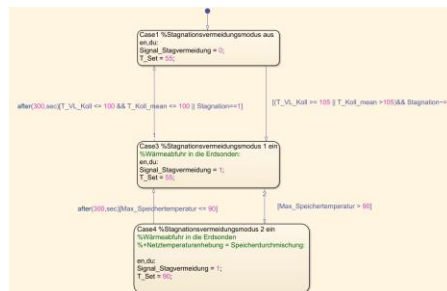 Case1 %Stagnationsvermeidungsmodus aus
en,du:
Signal_Stagvermeidung = 0;
T_Set = 55;
after(300,sec)[T_VL_Koll <= 100 && T_Koll_mean <= 100 || Stagnation==1]
[(T_VL_Koll >= 105 || T_Koll_mean >105)&& Stagnation~=
1
Case3 %Stagnationsvermeidungsmodus 1 ein
%Wärmeabfuhr in die Erdsonden:
en,du:
Signal_Stagvermeidung = 1;
T_Set = 55;
2
after(300,sec)[Max_Speichertemperatur <= 90]
[Max_Speichertemperatur > 90]
Case4 %Stagnationsvermeidungsmodus 2 ein
%Wärmeabfuhr in die Erdsonden
%+Netztemperaturanhebung = Speicherdurchmischung:
en,du:
Signal_Stagvermeidung = 1;
T_Set = 90;